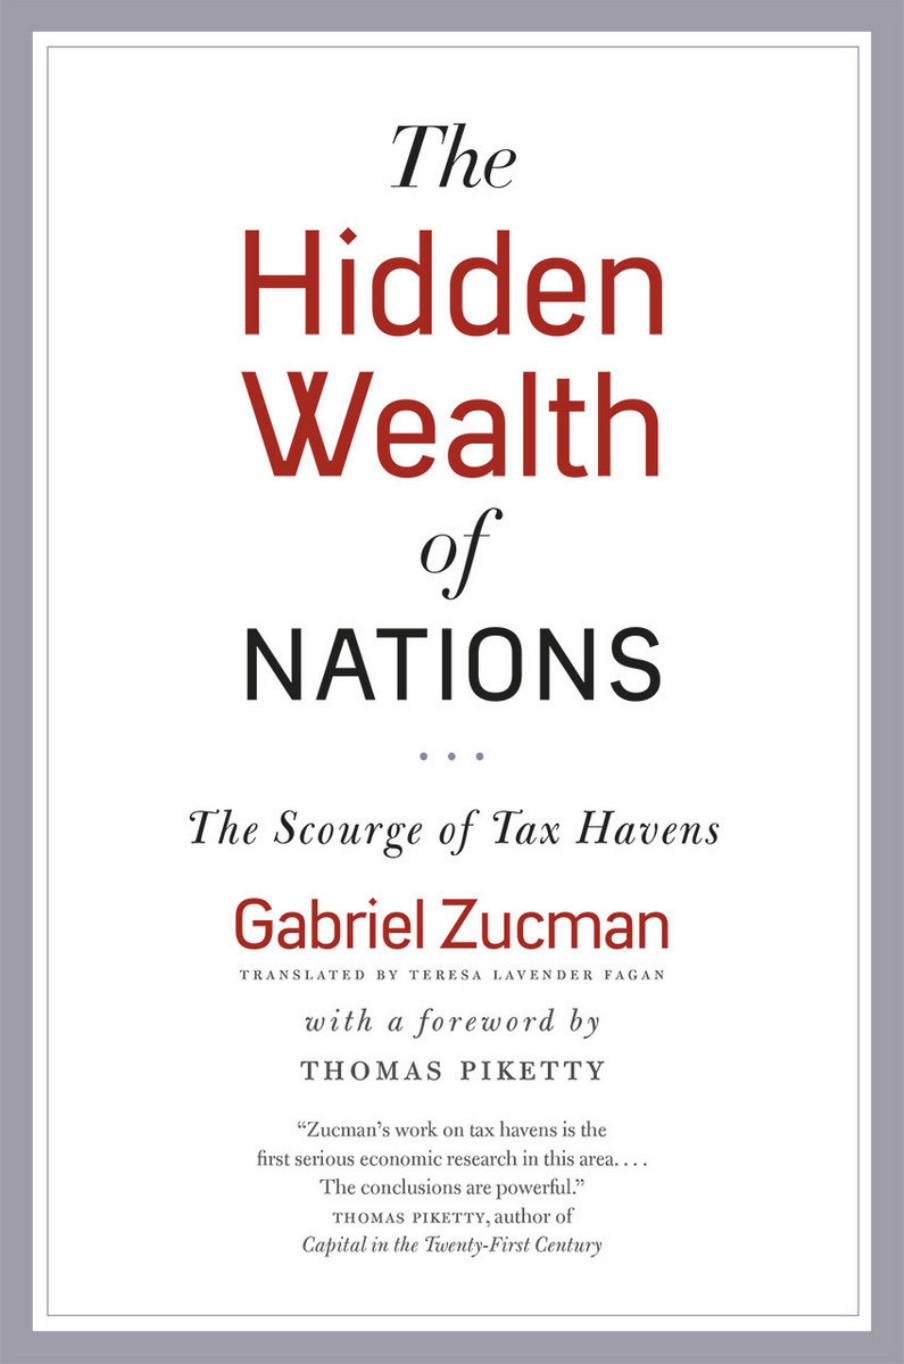 The
Hidden
Wealth
of
NATIONS
• • •
The Scourge of Tax Havens
Gabriel Zucman
TRANSLATED BY TERESA LAVENDER FAGAN
with a foreword by
THOMAS PIKETTY
“Zucman’s work on tax havens is the
first serious economic research in this area. . . .
The conclusions are powerful.”
THOMAS PIKETTY, author of
Capital in the Twenty-First Century